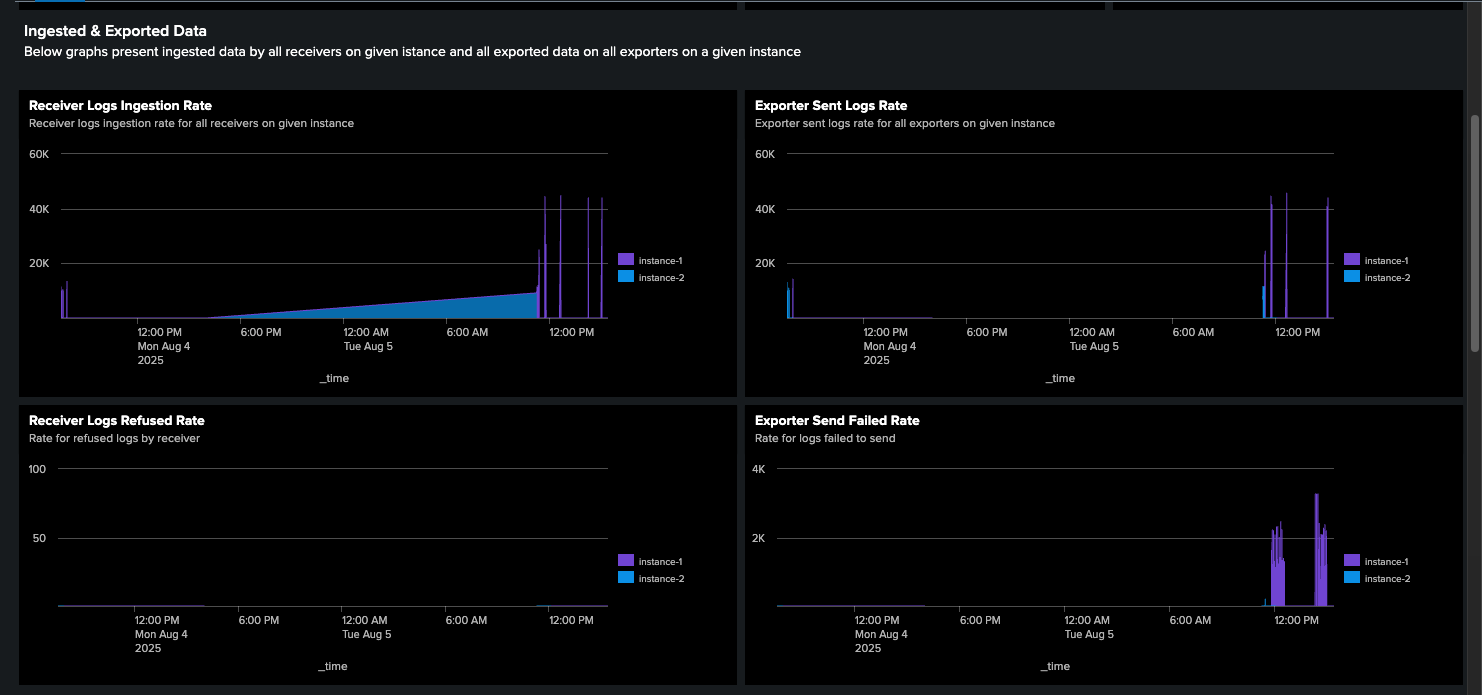 Ingested & Exported Data
Below graphs present ingested data by all receivers on given istance and all exported data on all exporters on a given instance
Receiver Logs Ingestion Rate
Receiver logs ingestion rate for all receivers on given instance
60K
40K
20K
instance-1
instance-2
12:00 PM 6:00 PM 12:00 AM 6:00 AM 12:00 PM
Mon Aug 4 Tue Aug 5
2025
_time
Exporter Sent Logs Rate
Exporter sent logs rate for all exporters on given instance
60K
40K
20K
instance-1
instance-2
12:00 PM 6:00 PM 12:00 AM 6:00 AM 12:00 PM
Mon Aug 4 Tue Aug 5
2025
_time
Receiver Logs Refused Rate
Rate for refused logs by receiver
100
50
instance-1
instance-2
12:00 PM 6:00 PM 12:00 AM 6:00 AM 12:00 PM
Mon Aug 4 Tue Aug 5
2025
_time
Exporter Send Failed Rate
Rate for logs failed to send
4K
2K
instance-1
instance-2
12:00 PM 6:00 PM 12:00 AM 6:00 AM 12:00 PM
Mon Aug 4 Tue Aug 5
2025
_time